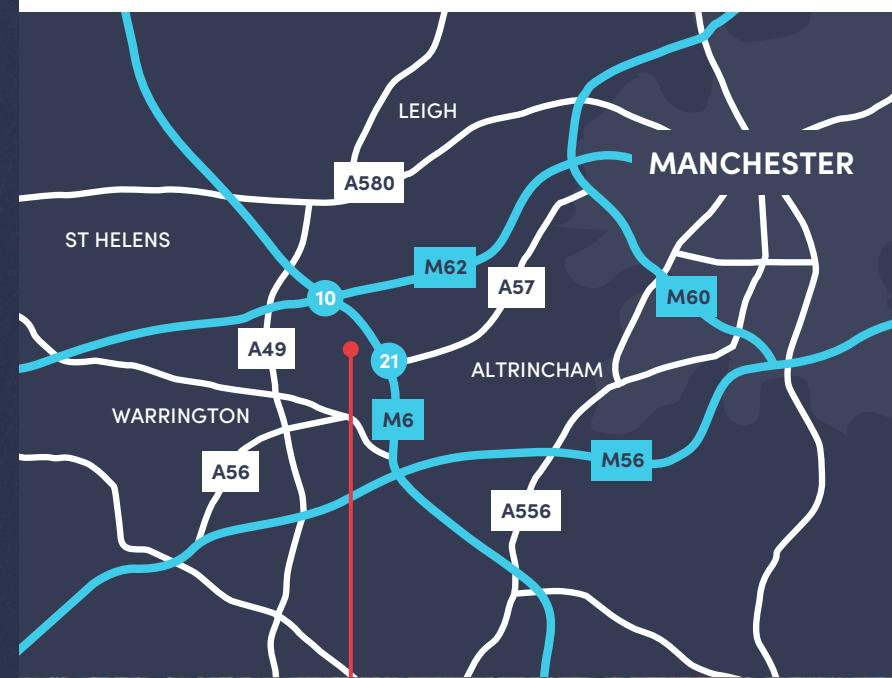 LEIGH
MANCHESTER
A580
ST HELENS
M62
A57
M60
10
A49
21
ALTRINCHAM
WARRINGTON
M6
A56
M56
A556